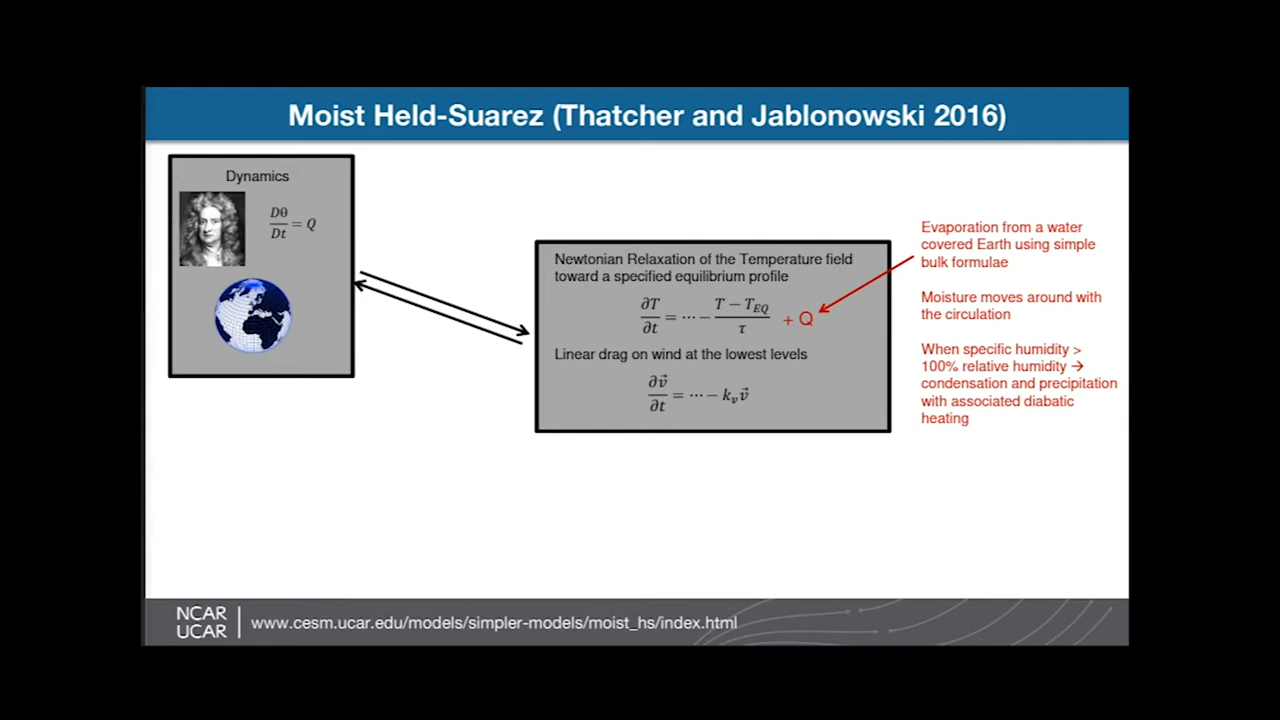 Moist Held-Suarez (Thatcher and Jablonowski 2016)
Dynamics
Dθ/Dt = Q
Newtonian Relaxation of the Temperature field
toward a specified equilibrium profile
∂T/∂t = ⋯ − (T − T_EQ)/τ + Q
Linear drag on wind at the lowest levels
∂v⃗/∂t = ⋯ − k_v v⃗
Evaporation from a water
covered Earth using simple
bulk formulae
Moisture moves around with
the circulation
When specific humidity >
100% relative humidity →
condensation and precipitation
with associated diabatic
heating
NCAR
UCAR
www.cesm.ucar.edu/models/simpler-models/moist_hs/index.html